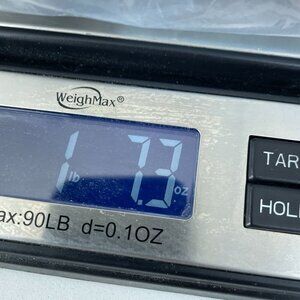 WeighMax®
1 lb 7.3 oz
ax:90LB d=0.1OZ
TAR
HOL